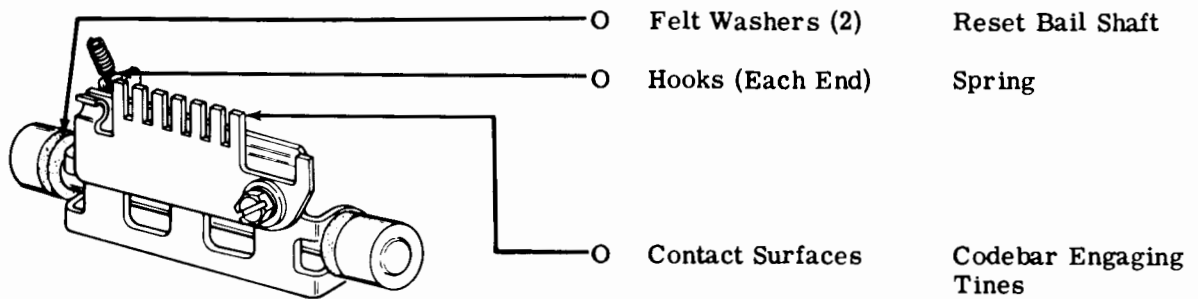 O Felt Washers (2) Reset Bail Shaft
O Hooks (Each End) Spring
O Contact Surfaces Codebar Engaging
Tines